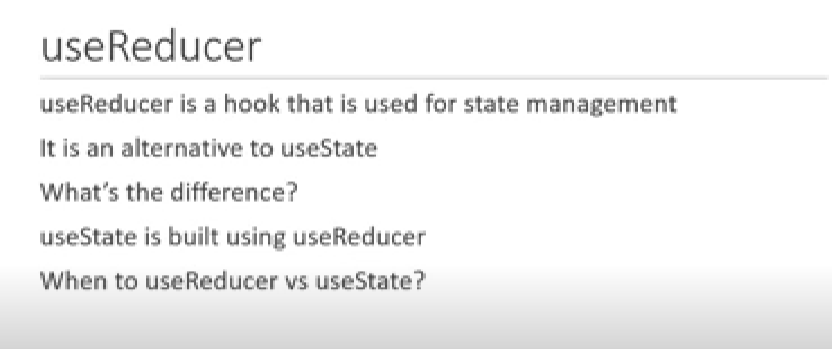 useReducer
useReducer is a hook that is used for state management
It is an alternative to useState
What's the difference?
useState is built using useReducer
When to useReducer vs useState?